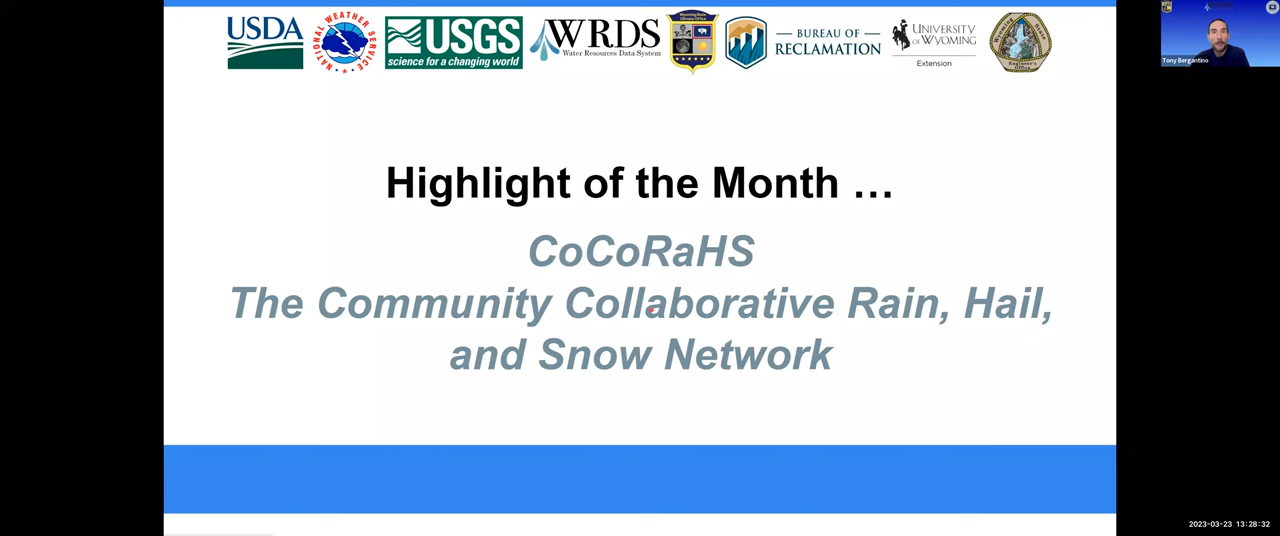 USDA
NATIONAL WEATHER SERVICE
USGS
science for a changing world
WRDS
Water Resources Data System
Wyoming State
Climate Office
BUREAU OF
RECLAMATION
UNIVERSITY
OF WYOMING
Extension
Engineer's
Office
Tony Bergantino
Highlight of the Month …
CoCoRaHS
The Community Collaborative Rain, Hail,
and Snow Network
2023-03-23 13:28:32